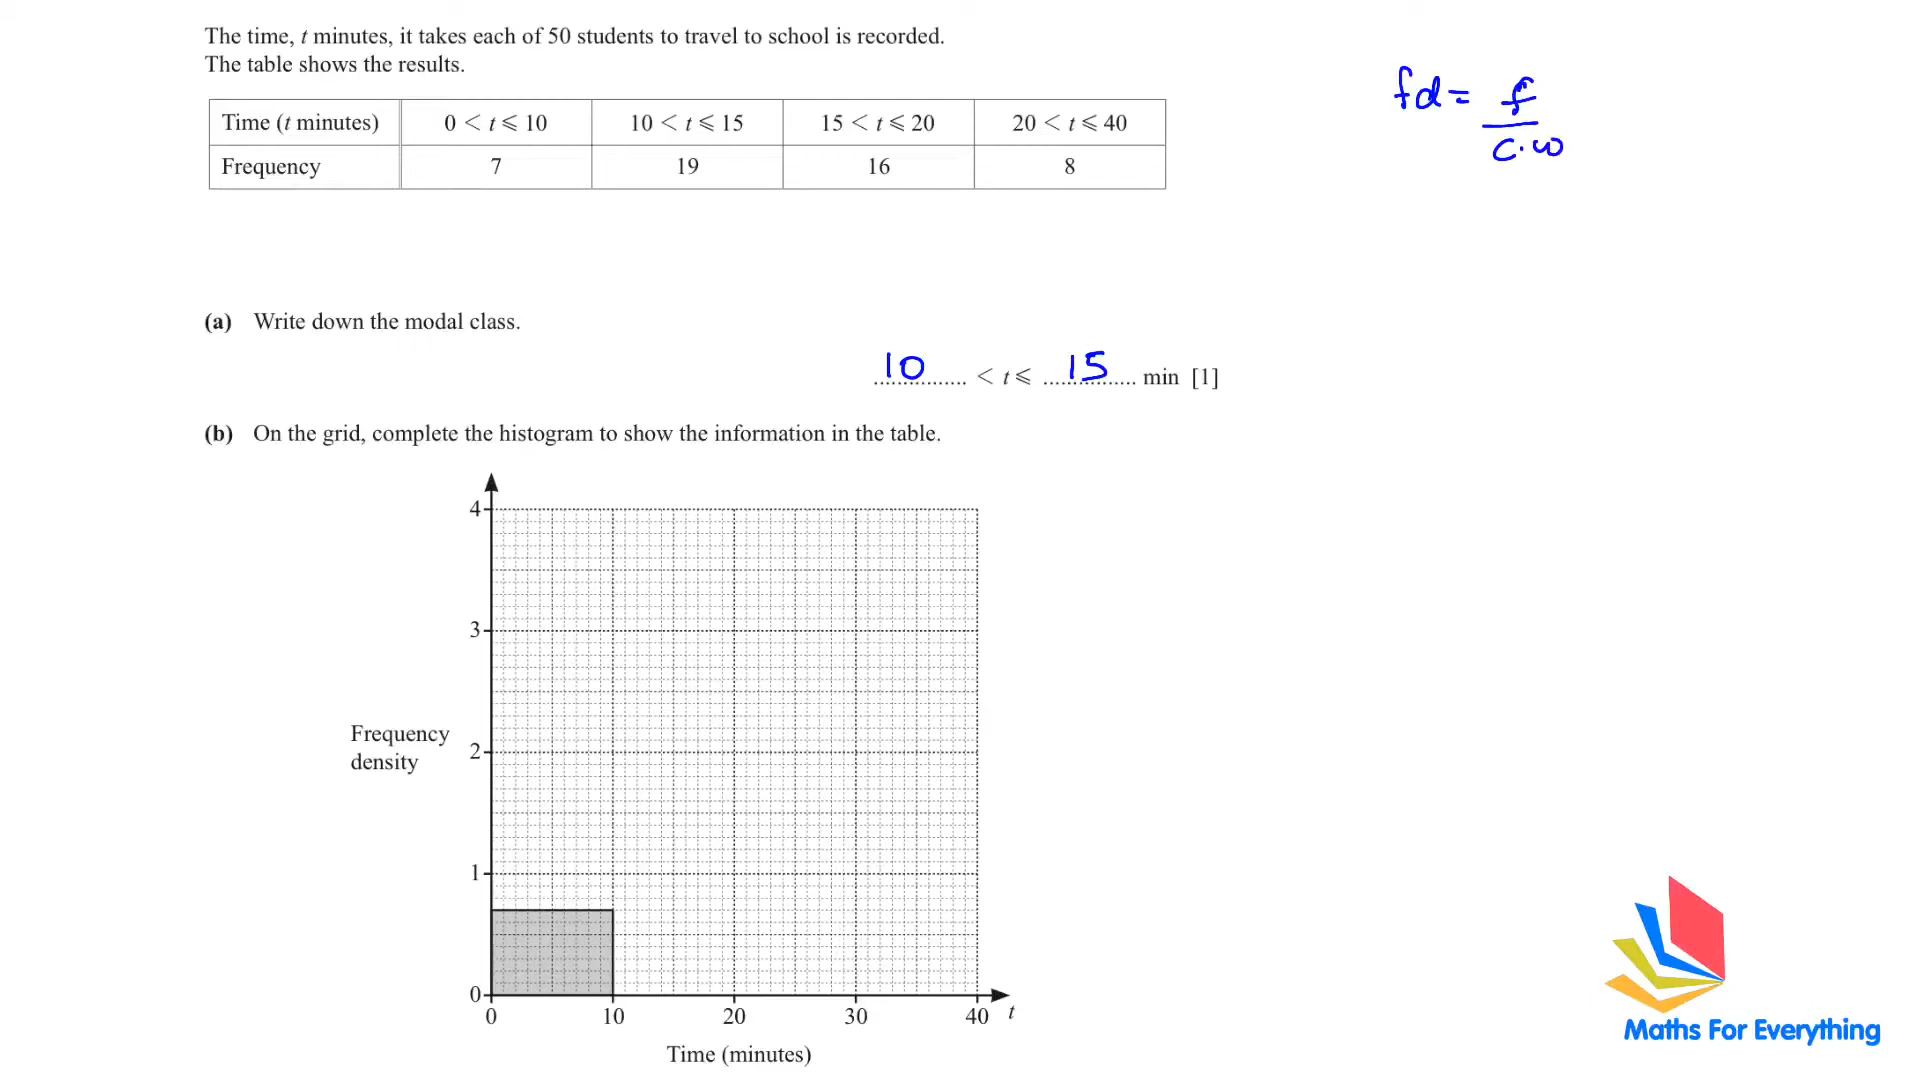 The time, t minutes, it takes each of 50 students to travel to school is recorded.
The table shows the results.
fd = f
c.w
Time (t minutes) 0 < t ⩽ 10 10 < t ⩽ 15 15 < t ⩽ 20 20 < t ⩽ 40
Frequency 7 19 16 8
(a) Write down the modal class.
10 < t ⩽ 15 min [1]
(b) On the grid, complete the histogram to show the information in the table.
4
3
Frequency
density
2
1
0
0 10 20 30 40 t
Time (minutes)
Maths For Everything